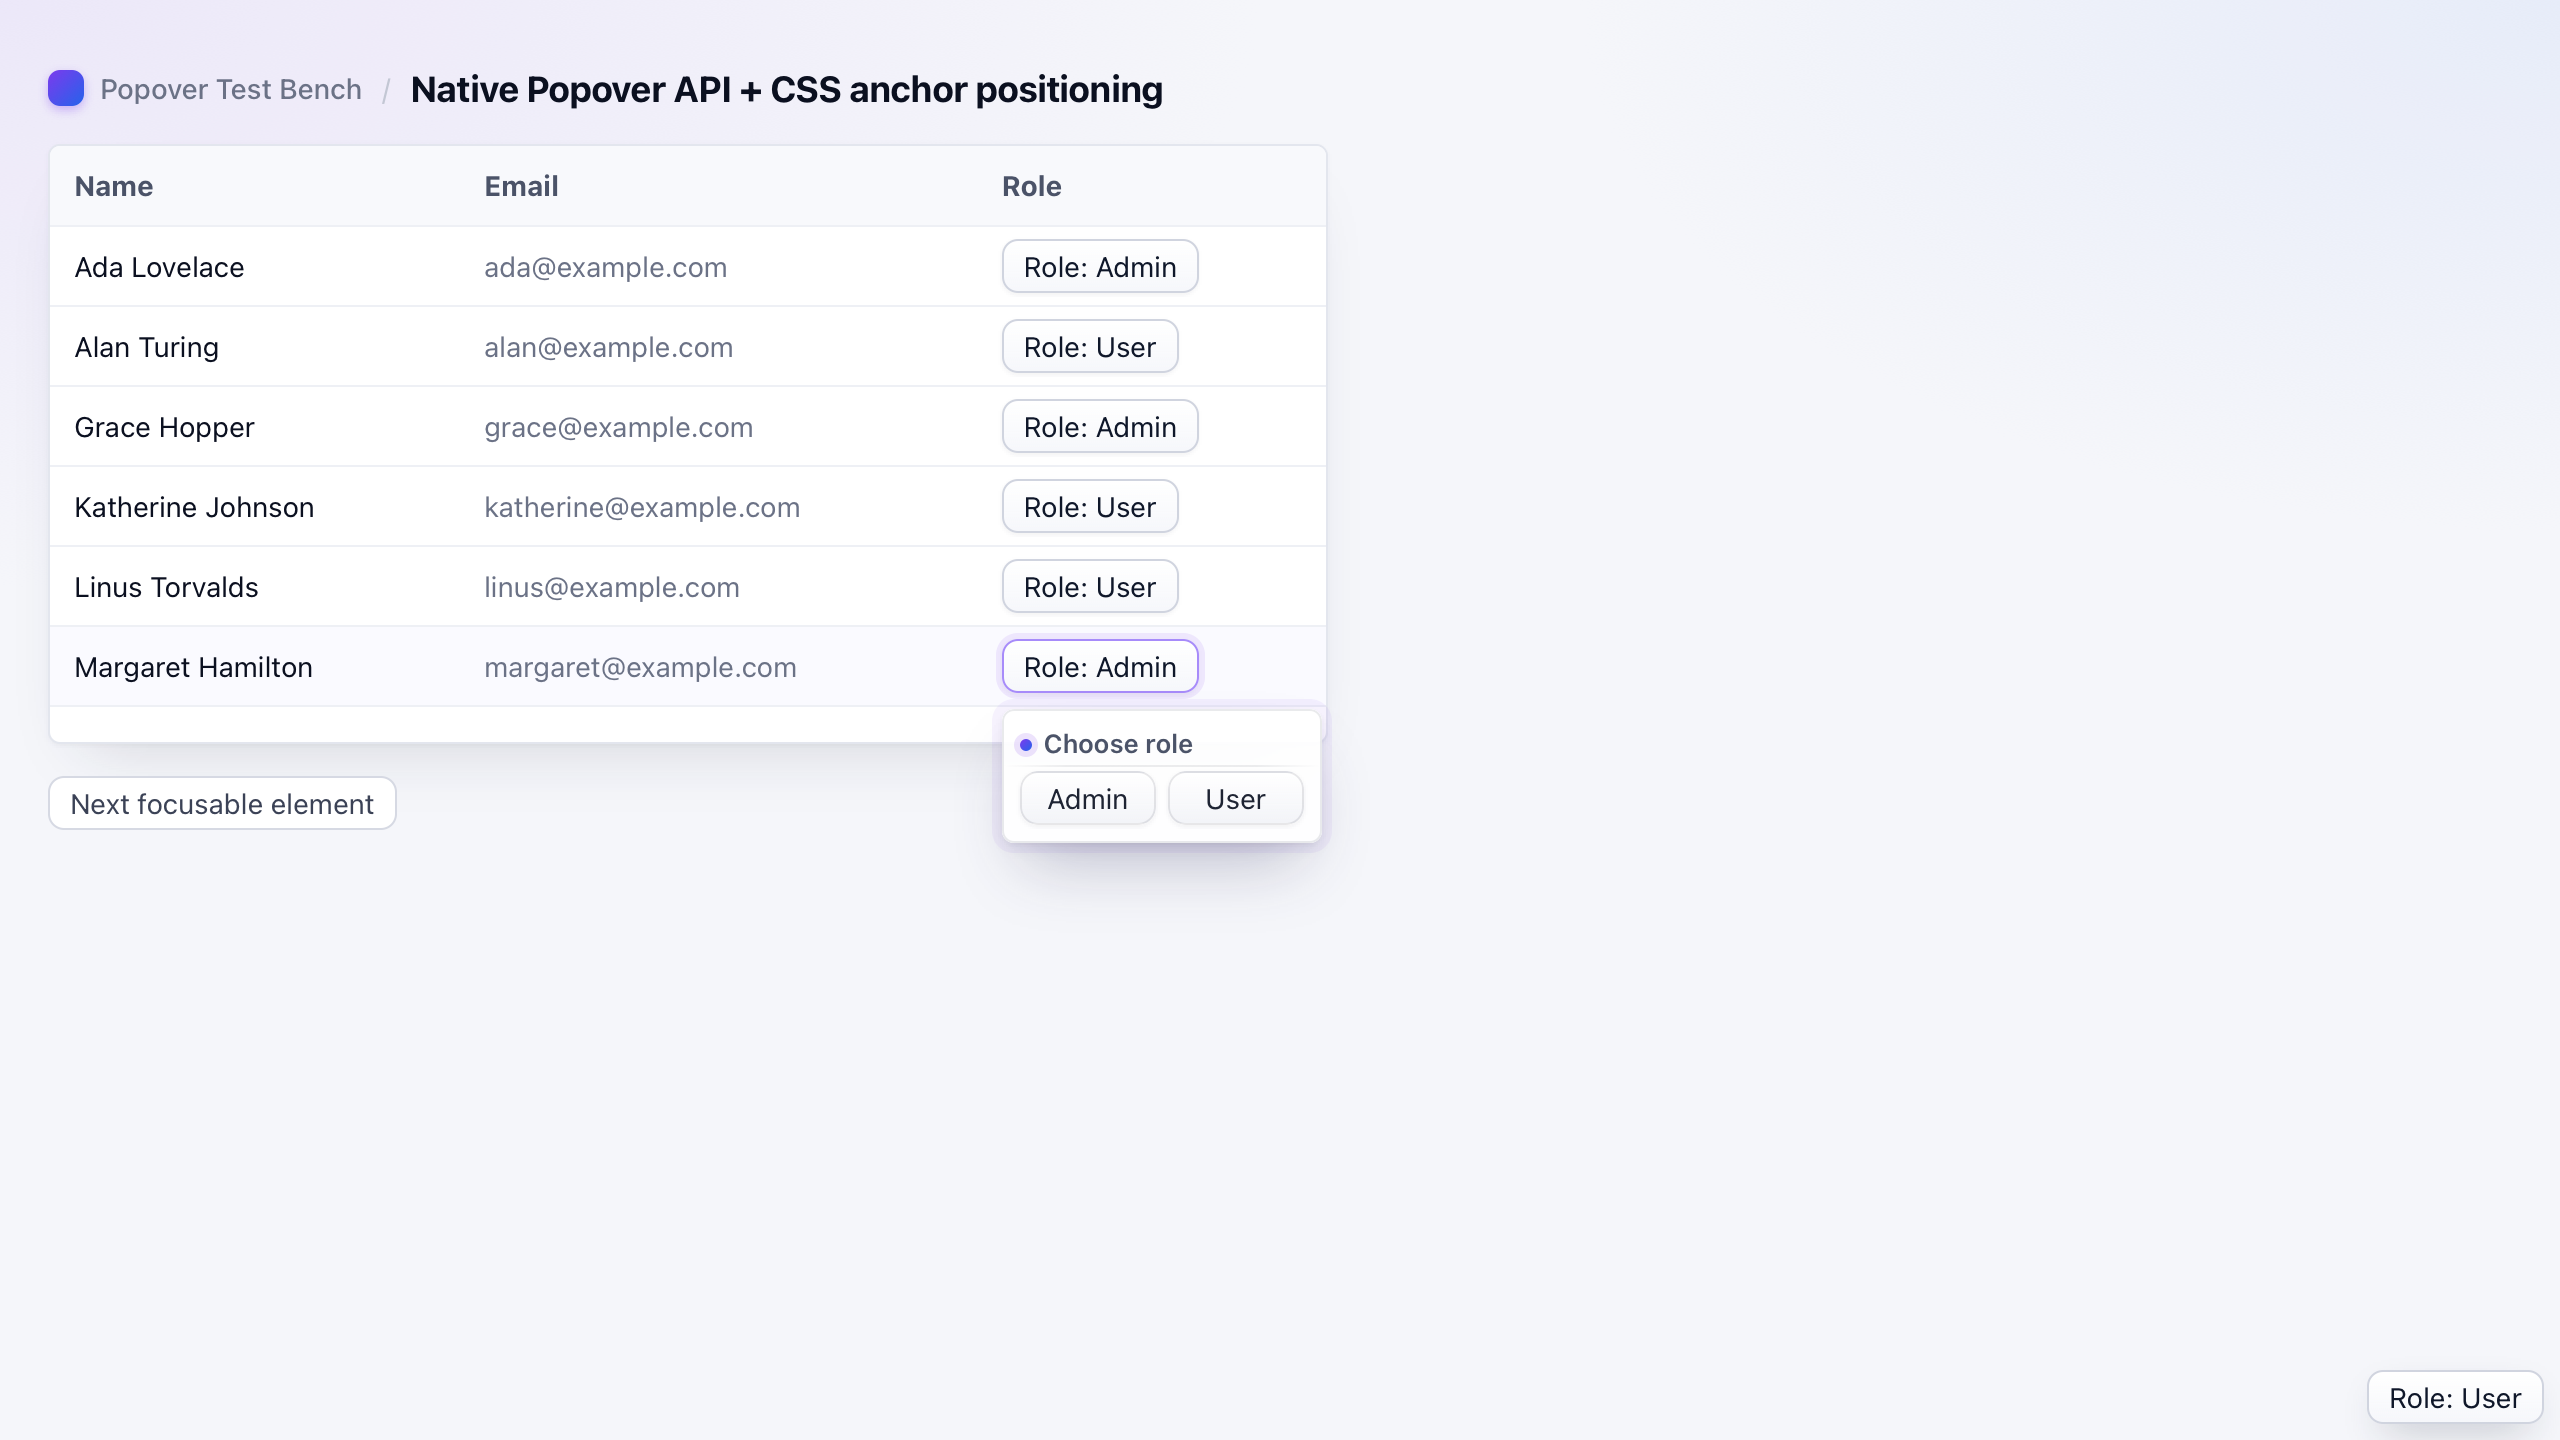 Popover Test Bench / Native Popover API + CSS anchor positioning
Name Email Role
Ada Lovelace ada@example.com Role: Admin
Alan Turing alan@example.com Role: User
Grace Hopper grace@example.com Role: Admin
Katherine Johnson katherine@example.com Role: User
Linus Torvalds linus@example.com Role: User
Margaret Hamilton margaret@example.com Role: Admin
Choose role
Admin User
Next focusable element
Role: User